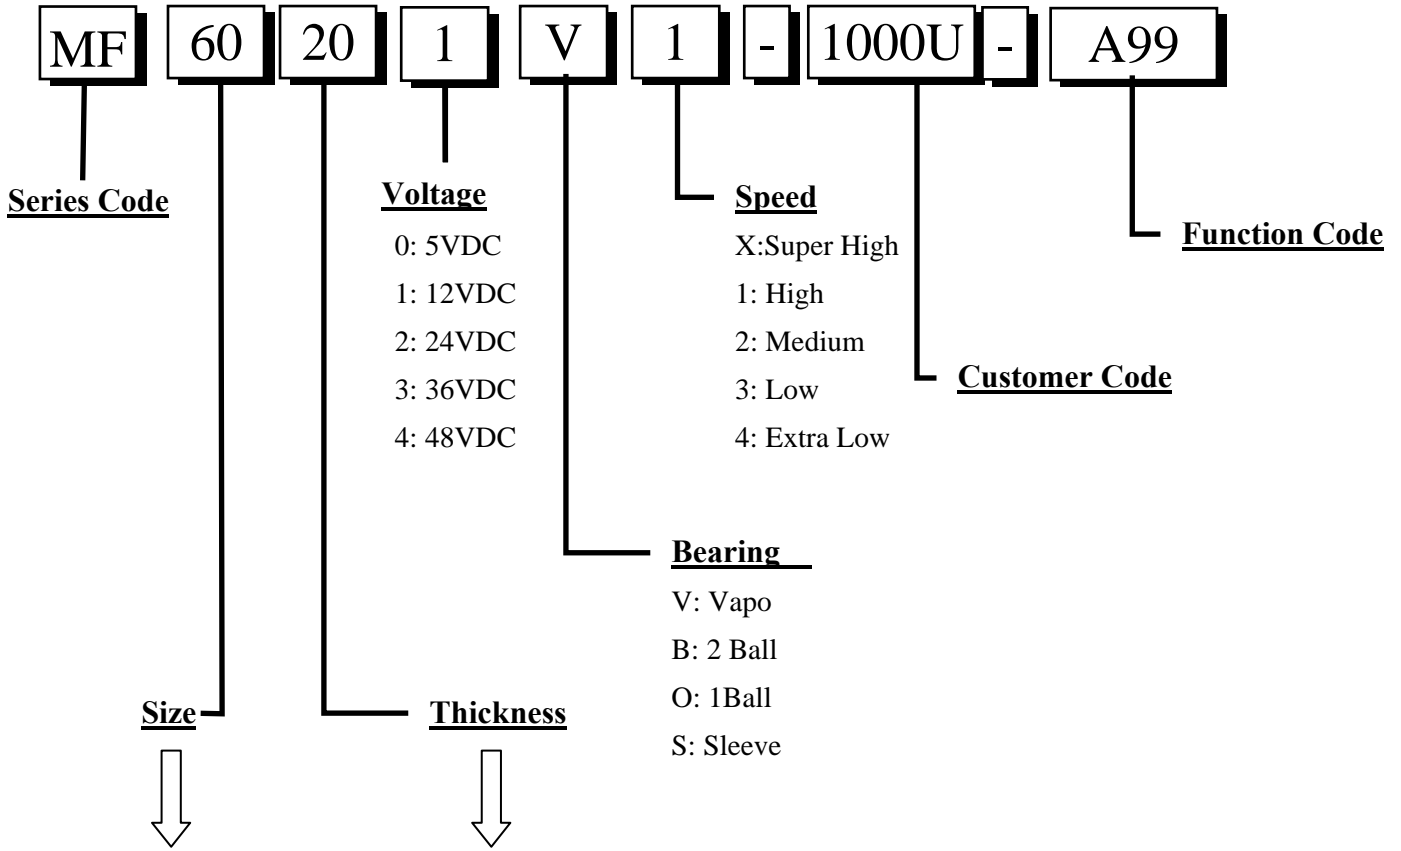 MF 60 20 1 V 1 - 1000U - A99
Series Code
Voltage
0: 5VDC
1: 12VDC
2: 24VDC
3: 36VDC
4: 48VDC
Speed
X:Super High
1: High
2: Medium
3: Low
4: Extra Low
Function Code
Customer Code
Bearing
V: Vapo
B: 2 Ball
O: 1Ball
S: Sleeve
Size
Thickness